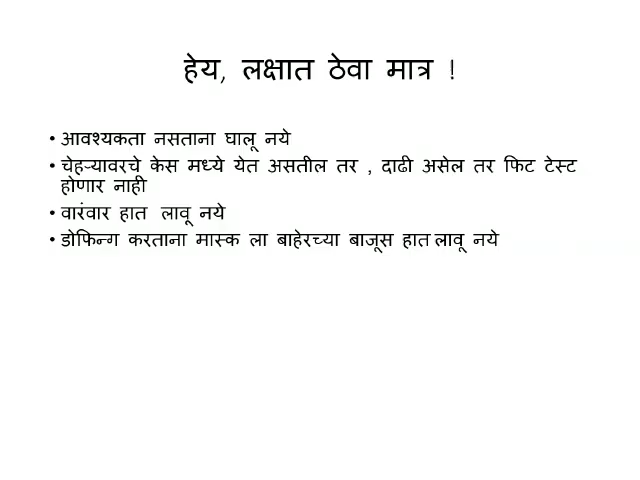 हेय, लक्षात ठेवा मात्र !
• आवश्यकता नसताना घालू नये
• चेहऱ्यावरचे केस मध्ये येत असतील तर , दाढी असेल तर फिट टेस्ट
होणार नाही
• वारंवार हात लावू नये
• डोफिन्ग करताना मास्क ला बाहेरच्या बाजूस हात लावू नये